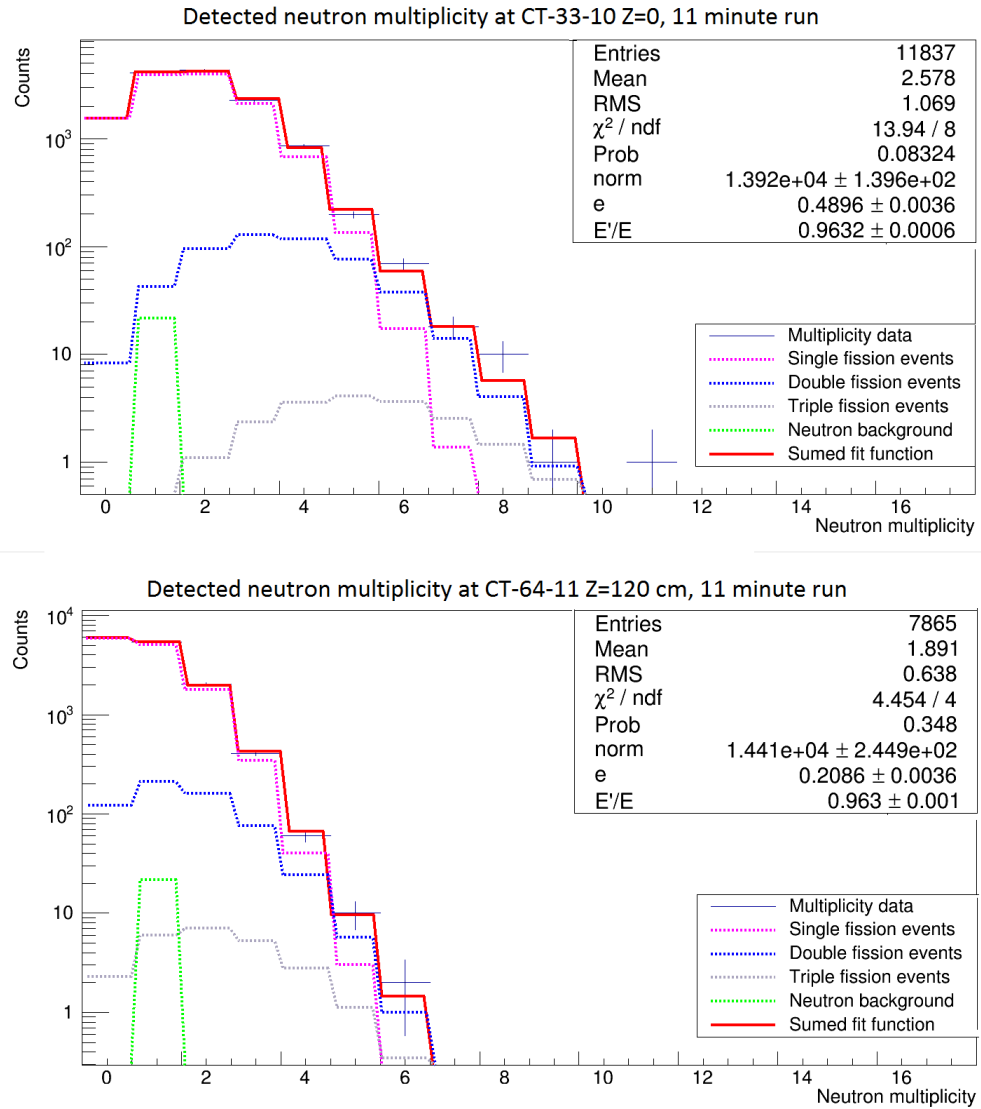 Detected neutron multiplicity at CT-33-10 Z=0, 11 minute run
Counts
Entries 11837
Mean 2.578
RMS 1.069
χ² / ndf 13.94 / 8
Prob 0.08324
norm 1.392e+04 ± 1.396e+02
e 0.4896 ± 0.0036
E'/E 0.9632 ± 0.0006
10³
10²
10
1
Multiplicity data
Single fission events
Double fission events
Triple fission events
Neutron background
Sumed fit function
0 2 4 6 8 10 12 14 16
Neutron multiplicity
Detected neutron multiplicity at CT-64-11 Z=120 cm, 11 minute run
Counts
Entries 7865
Mean 1.891
RMS 0.638
χ² / ndf 4.454 / 4
Prob 0.348
norm 1.441e+04 ± 2.449e+02
e 0.2086 ± 0.0036
E'/E 0.963 ± 0.001
10⁴
10³
10²
10
1
Multiplicity data
Single fission events
Double fission events
Triple fission events
Neutron background
Sumed fit function
0 2 4 6 8 10 12 14 16
Neutron multiplicity